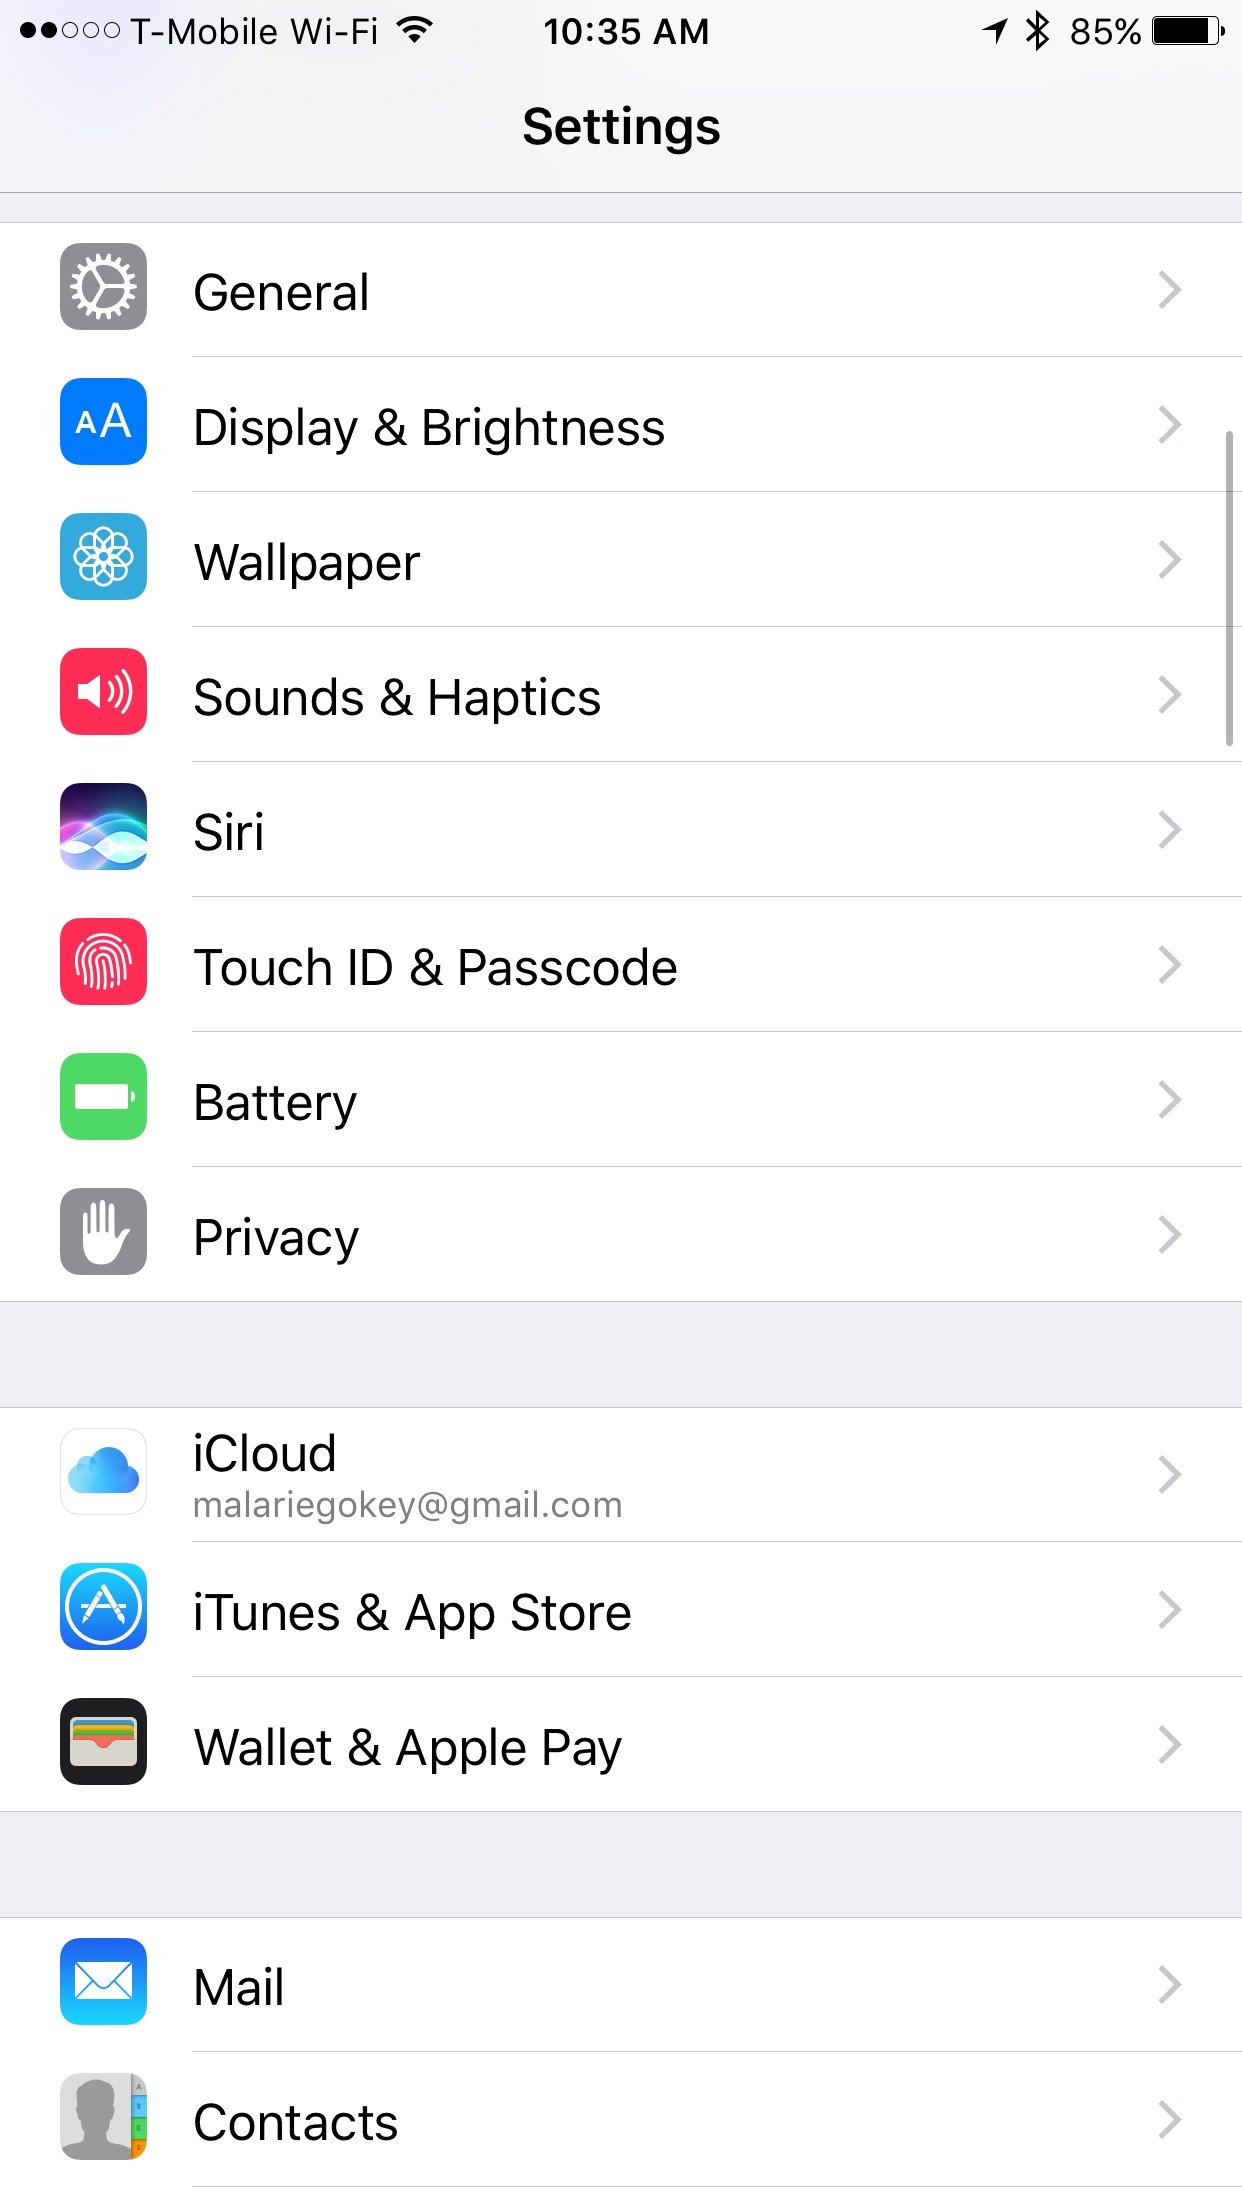 T-Mobile Wi-Fi 10:35 AM 85%
Settings
General
AA Display & Brightness
Wallpaper
Sounds & Haptics
Siri
Touch ID & Passcode
Battery
Privacy
iCloud
malariegokey@gmail.com
iTunes & App Store
Wallet & Apple Pay
Mail
Contacts